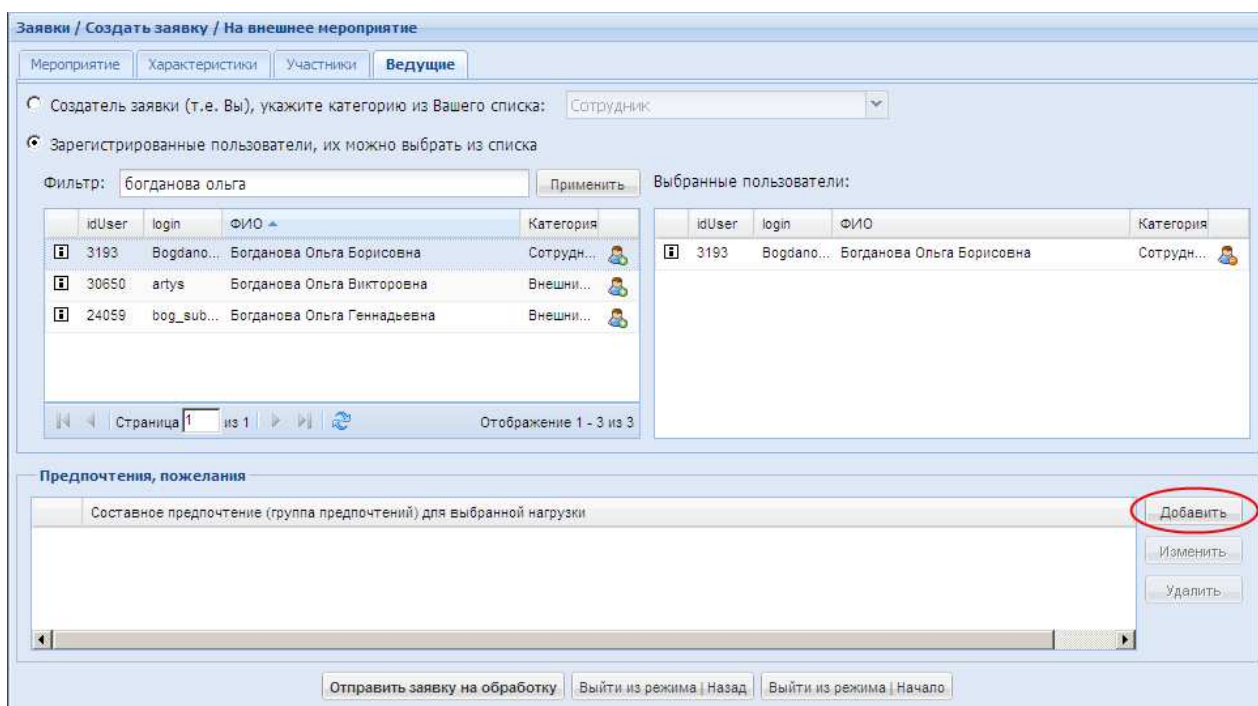 Заявки / Создать заявку / На внешнее мероприятие
Мероприятие Характеристики Участники Ведущие
Создатель заявки (т.е. Вы), укажите категорию из Вашего списка: Сотрудник
Зарегистрированные пользователи, их можно выбрать из списка
Фильтр: богданова ольга Применить Выбранные пользователи:
idUser login ФИО Категория idUser login ФИО Категория
3193 Bogdano... Богданова Ольга Борисовна Сотрудн... 3193 Bogdano... Богданова Ольга Борисовна Сотрудн...
30650 artys Богданова Ольга Викторовна Внешни...
24059 bog_sub... Богданова Ольга Геннадьевна Внешни...
Страница 1 из 1 Отображение 1 - 3 из 3
Предпочтения, пожелания
Составное предпочтение (группа предпочтений) для выбранной нагрузки Добавить
Изменить
Удалить
Отправить заявку на обработку Выйти из режима | Назад Выйти из режима | Начало